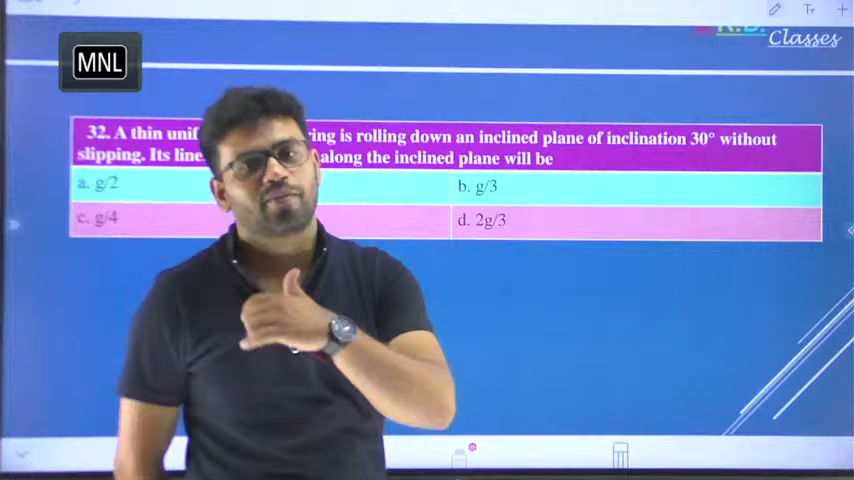 Classes
MNL
32. A thin unif ring is rolling down an inclined plane of inclination 30° without
slipping. Its line along the inclined plane will be
a. g/2
b. g/3
c. g/4
d. 2g/3